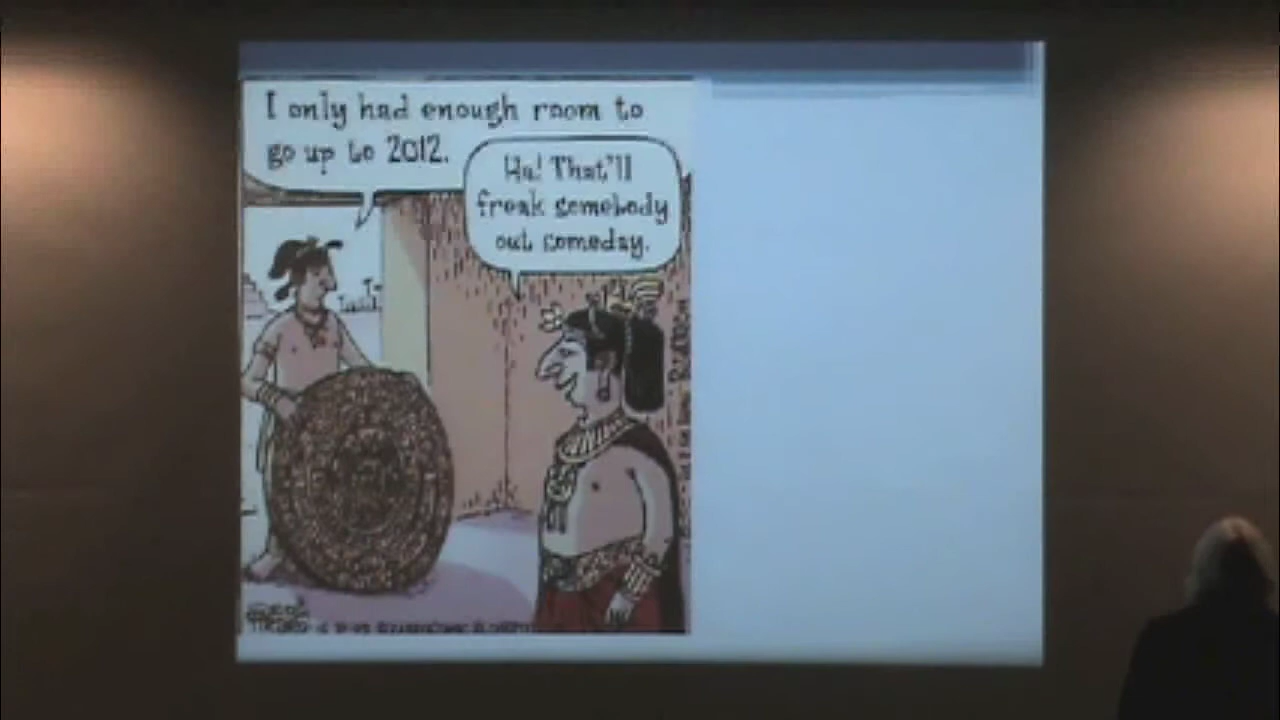 I only had enough room to
go up to 2012.
Ha! That'll
freak somebody
out someday.